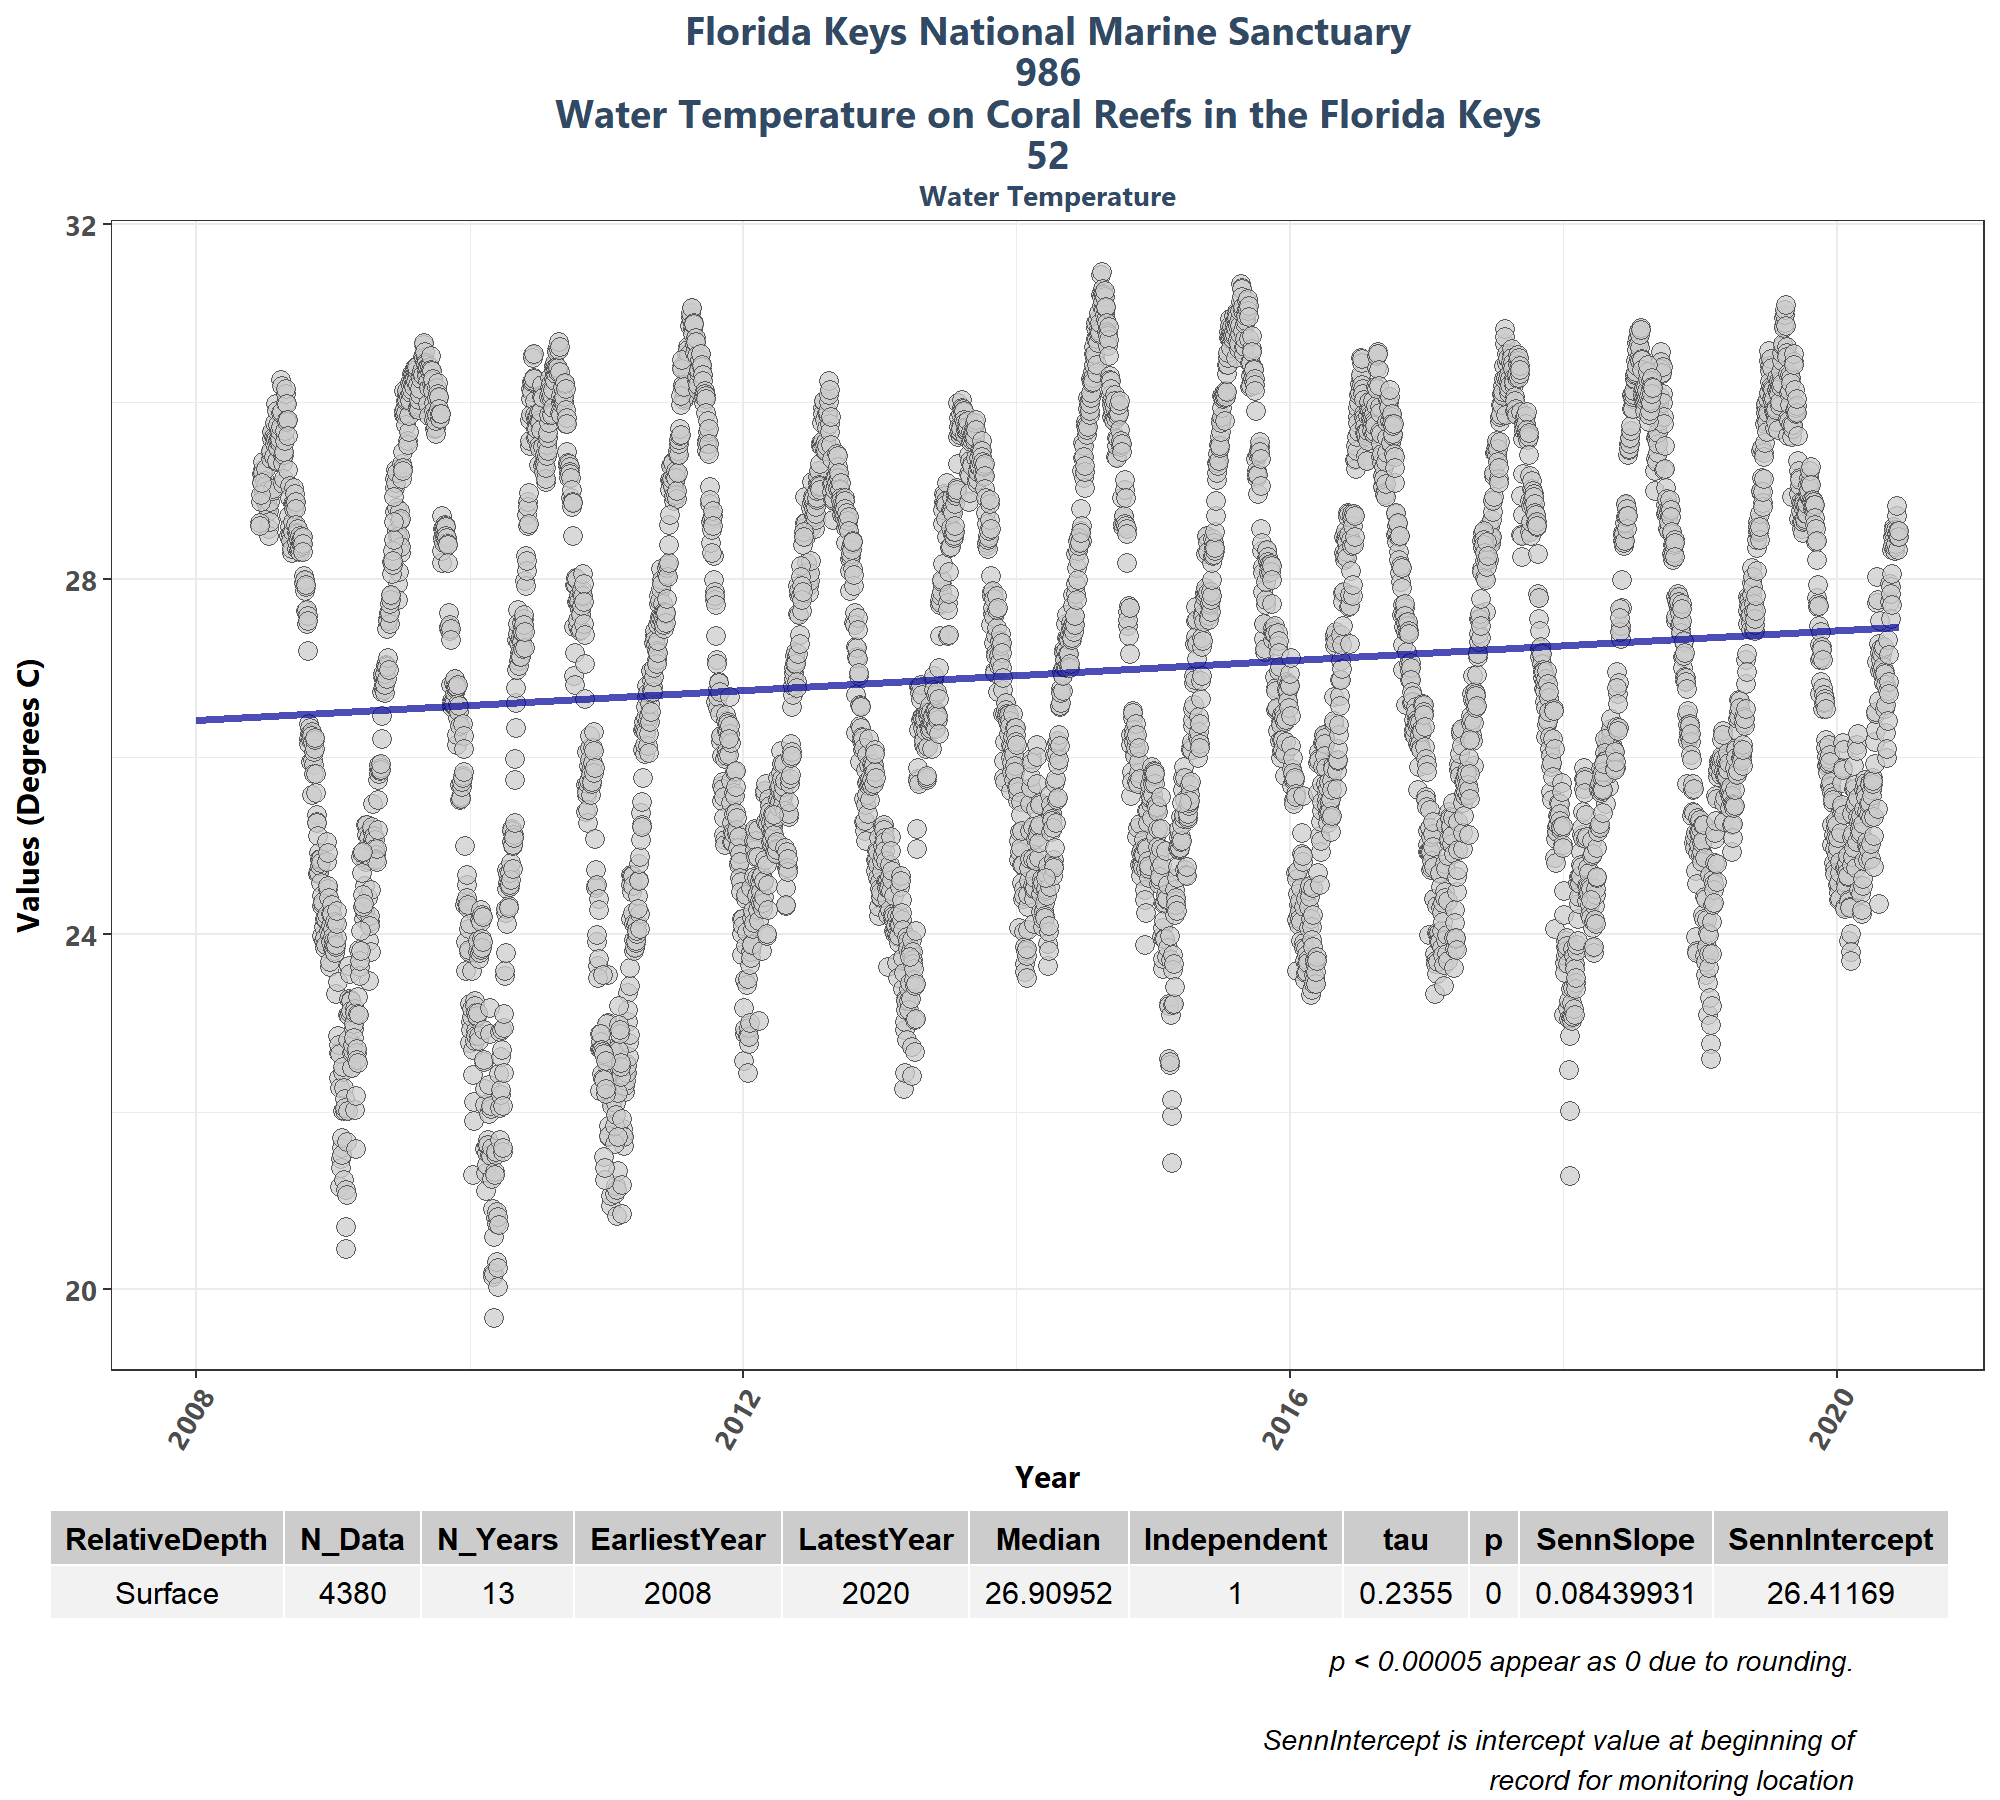 Florida Keys National Marine Sanctuary
986
Water Temperature on Coral Reefs in the Florida Keys
52
Water Temperature
32
28
24
20
Values (Degrees C)
2008 2012 2016 2020
Year
RelativeDepth N_Data N_Years EarliestYear LatestYear Median Independent tau p SennSlope SennIntercept
Surface 4380 13 2008 2020 26.90952 1 0.2355 0 0.08439931 26.41169
p < 0.00005 appear as 0 due to rounding.
SennIntercept is intercept value at beginning of
record for monitoring location